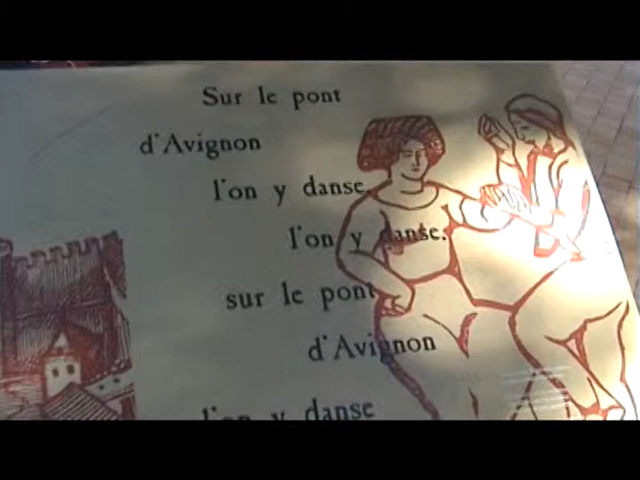 Sur le pont
d'Avignon
l'on y danse
l'on y danse.
sur le pont
d'Avignon
l'on y danse